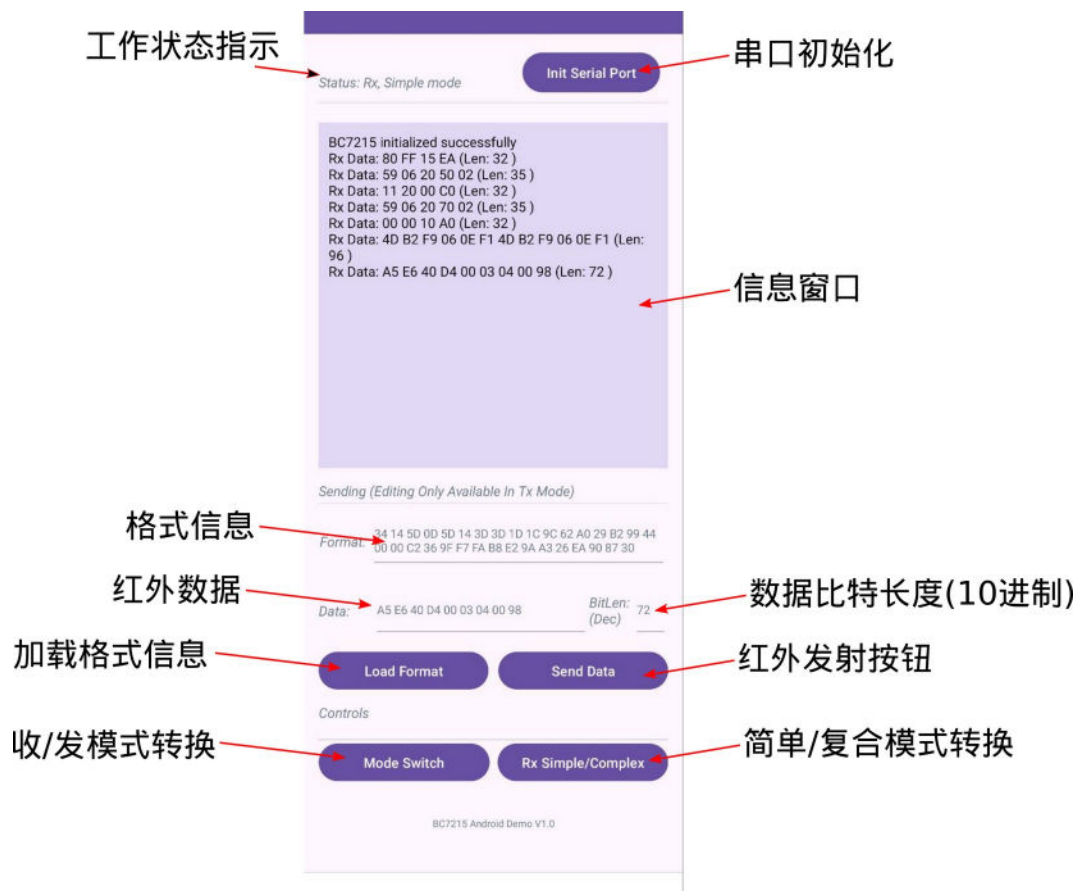 工作状态指示
串口初始化
Init Serial Port
Status: Rx, Simple mode
BC7215 initialized successfully
Rx Data: 80 FF 15 EA (Len: 32 )
Rx Data: 59 06 20 50 02 (Len: 35 )
Rx Data: 11 20 00 C0 (Len: 32 )
Rx Data: 59 06 20 70 02 (Len: 35 )
Rx Data: 00 00 10 A0 (Len: 32 )
Rx Data: 4D B2 F9 06 0E F1 4D B2 F9 06 0E F1 (Len:
96 )
Rx Data: A5 E6 40 D4 00 03 04 00 98 (Len: 72 )
信息窗口
Sending (Editing Only Available In Tx Mode)
格式信息
Format:
34 14 5D 0D 5D 14 3D 3D 1D 1C 9C 62 A0 29 B2 99 44
00 00 C2 36 9F F7 FA B8 E2 9A A3 26 EA 90 87 30
红外数据
Data:
A5 E6 40 D4 00 03 04 00 98
BitLen:
(Dec)
72
数据比特长度(10进制)
加载格式信息
Load Format
Send Data
红外发射按钮
Controls
收/发模式转换
Mode Switch
Rx Simple/Complex
简单/复合模式转换
BC7215 Android Demo V1.0